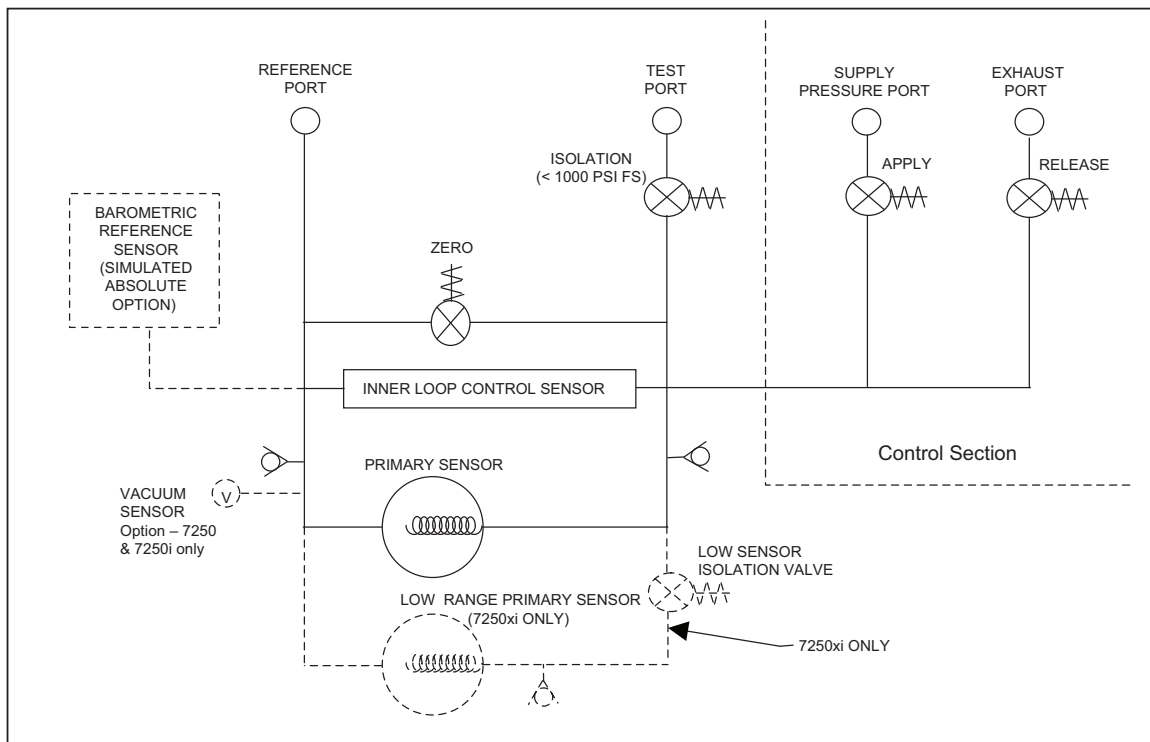 REFERENCE
PORT
TEST
PORT
SUPPLY
PRESSURE PORT
EXHAUST
PORT
ISOLATION
(< 1000 PSI FS)
APPLY
RELEASE
BAROMETRIC
REFERENCE
SENSOR
(SIMULATED
ABSOLUTE
OPTION)
ZERO
INNER LOOP CONTROL SENSOR
Control Section
PRIMARY SENSOR
V
VACUUM
SENSOR
Option – 7250
& 7250i only
LOW SENSOR
ISOLATION VALVE
LOW RANGE PRIMARY SENSOR
(7250xi ONLY)
7250xi ONLY